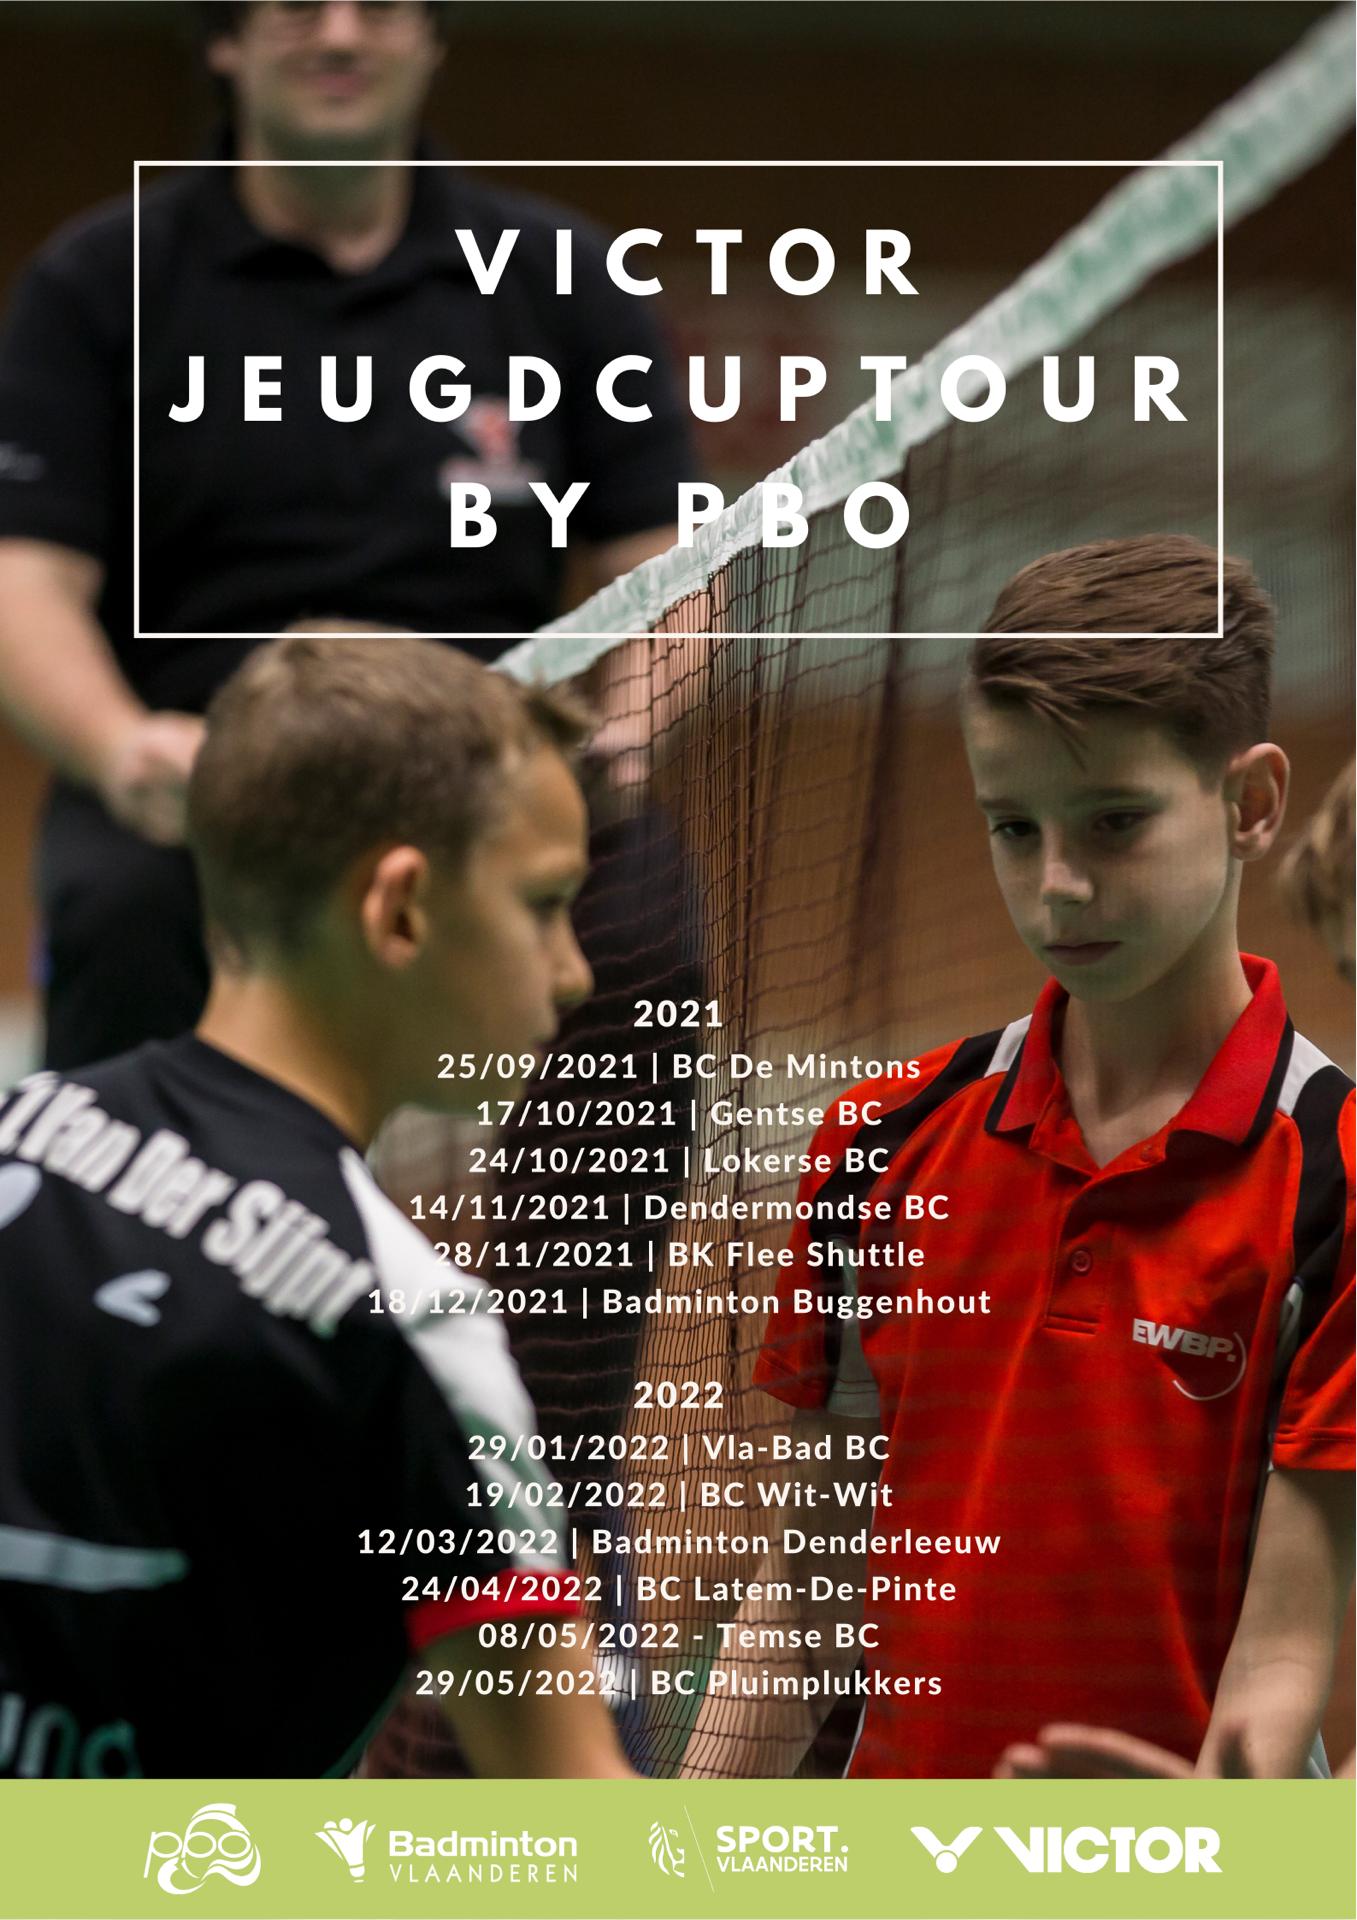 VICTOR
JEUGDCUPTOUR
BY PBO
2021
25/09/2021 | BC De Mintons
17/10/2021 | Gentse BC
24/10/2021 | Lokerse BC
14/11/2021 | Dendermondse BC
28/11/2021 | BK Flee Shuttle
18/12/2021 | Badminton Buggenhout
Van Der Slijpt
EWBP.
2022
29/01/2022 | Vla-Bad BC
19/02/2022 | BC Wit-Wit
12/03/2022 | Badminton Denderleeuw
24/04/2022 | BC Latem-De-Pinte
08/05/2022 - Temse BC
29/05/2022 | BC Pluimplukkers
pbo
Badminton
VLAANDEREN
SPORT.
VLAANDEREN
VICTOR